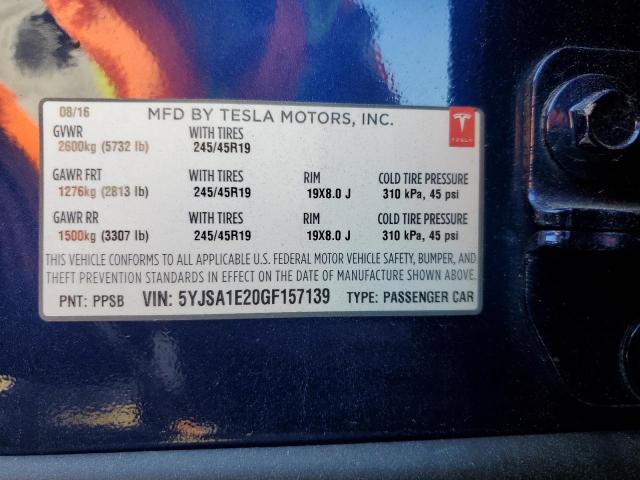 08/16 MFD BY TESLA MOTORS, INC.
TESLA
GVWR WITH TIRES
2600kg (5732 lb) 245/45R19
GAWR FRT WITH TIRES RIM COLD TIRE PRESSURE
1276kg (2813 lb) 245/45R19 19X8.0 J 310 kPa, 45 psi
GAWR RR WITH TIRES RIM COLD TIRE PRESSURE
1500kg (3307 lb) 245/45R19 19X8.0 J 310 kPa, 45 psi
THIS VEHICLE CONFORMS TO ALL APPLICABLE U.S. FEDERAL MOTOR VEHICLE SAFETY, BUMPER, AND
THEFT PREVENTION STANDARDS IN EFFECT ON THE DATE OF MANUFACTURE SHOWN ABOVE.
PNT: PPSB VIN: 5YJSA1E20GF157139 TYPE: PASSENGER CAR